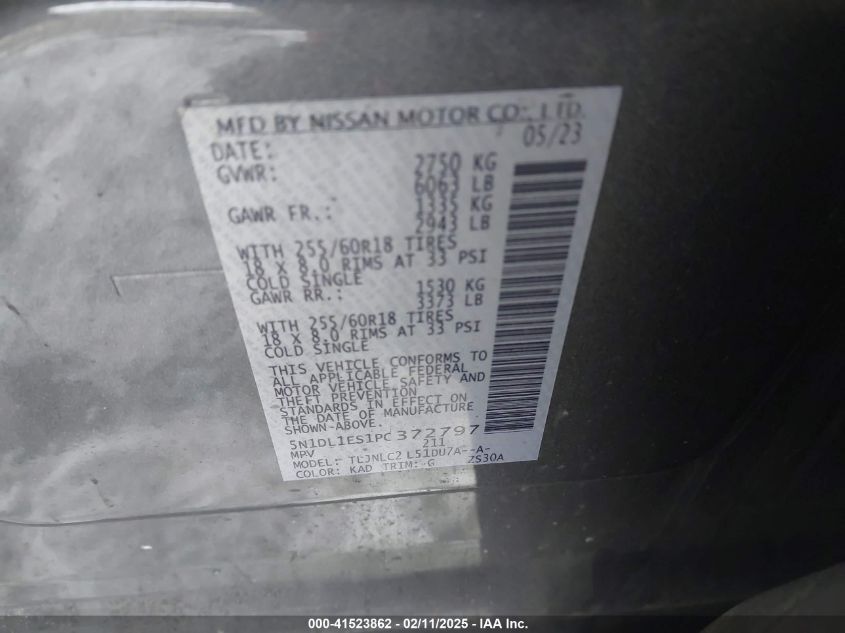 MFD BY NISSAN MOTOR CO., LTD.
DATE: 05/23
GVWR: 2750 KG
6063 LB
GAWR FR.: 1335 KG
2943 LB
WITH 255/60R18 TIRES
18 X 8.0 RIMS AT 33 PSI
COLD SINGLE
GAWR RR.: 1530 KG
3373 LB
WITH 255/60R18 TIRES
18 X 8.0 RIMS AT 33 PSI
COLD SINGLE
THIS VEHICLE CONFORMS TO
ALL APPLICABLE FEDERAL
MOTOR VEHICLE SAFETY AND
THEFT PREVENTION
STANDARDS IN EFFECT ON
THE DATE OF MANUFACTURE
SHOWN-ABOVE.
5N1DL1ES1PC372797
MPV 211
MODEL: TLJNLC2 L51DU7A--A-
COLOR: KAD TRIM: G ZS30A
000-41523862 - 02/11/2025 - IAA Inc.